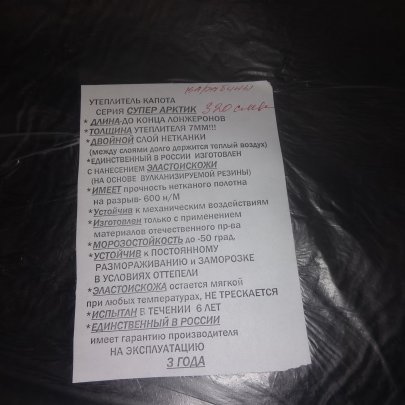 карабины
УТЕПЛИТЕЛЬ КАПОТА
СЕРИЯ СУПЕР АРКТИК 390
*ДЛИНА-ДО КОНЦА ЛОНЖЕРОНОВ
*ТОЛЩИНА УТЕПЛИТЕЛЯ 7ММ!!!
*ДВОЙНОЙ СЛОЙ НЕТКАНКИ
(между слоями долго держится теплый воздух)
*ЕДИНСТВЕННЫЙ В РОССИИ ИЗГОТОВЛЕН
С НАНЕСЕНИЕМ ЭЛАСТОИСКОЖИ
(НА ОСНОВЕ ВУЛКАНИЗИРУЕМОЙ РЕЗИНЫ)
*ИМЕЕТ прочность нетканого полотна
на разрыв- 600 н/М
*Устойчив к механическим воздействиям
*Изготовлен только с применением
материалов отечественного пр-ва
*МОРОЗОСТОЙКОСТЬ до -50 град.
*УСТОЙЧИВ к ПОСТОЯННОМУ
РАЗМОРАЖИВАНИЮ и ЗАМОРОЗКЕ
В УСЛОВИЯХ ОТТЕПЕЛИ
*ЭЛАСТОИСКОЖА остается мягкой
при любых температурах, НЕ ТРЕСКАЕТСЯ
*ИСПЫТАН В ТЕЧЕНИИ 6 ЛЕТ
*ЕДИНСТВЕННЫЙ В РОССИИ
имеет гарантию производителя
НА ЭКСПЛУАТАЦИЮ
3 ГОДА